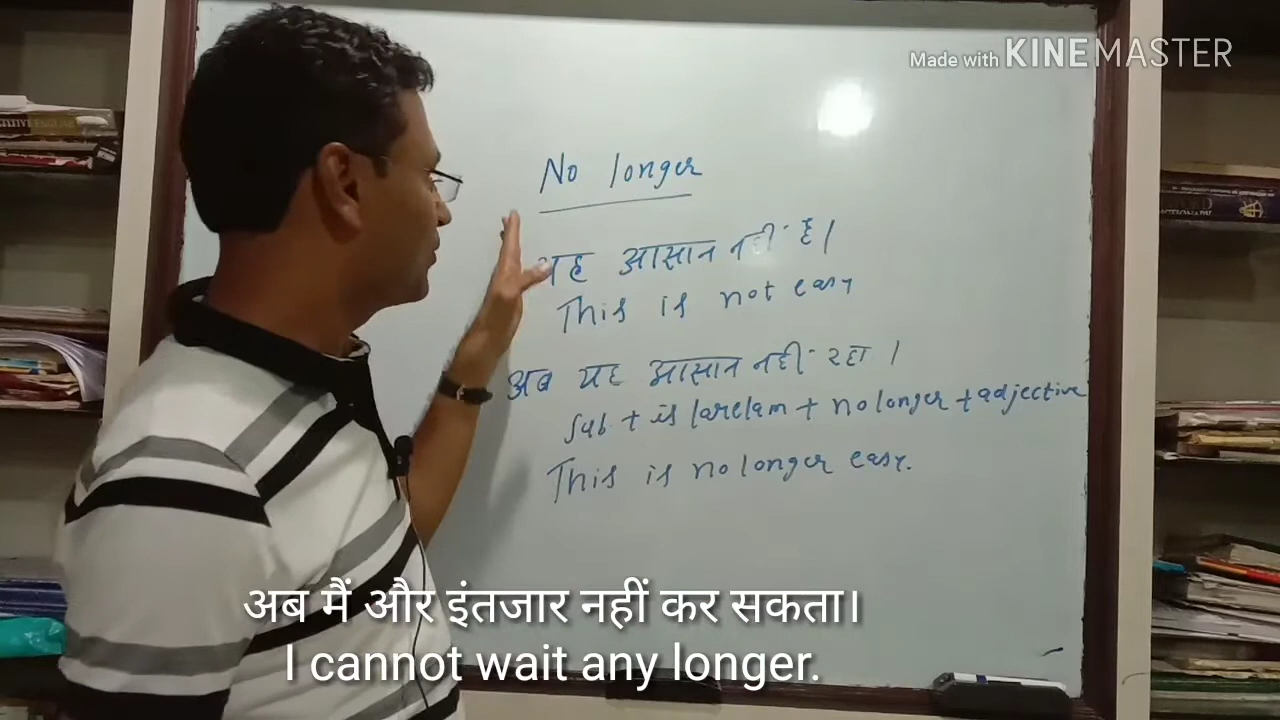 Made with KINEMASTER
No longer
यह आसान नहीं है।
This is not easy
अब यह आसान नहीं रहा ।
Sub + is/are/am + no longer + adjective
This is no longer easy.
अब मैं और इंतजार नहीं कर सकता।
I cannot wait any longer.